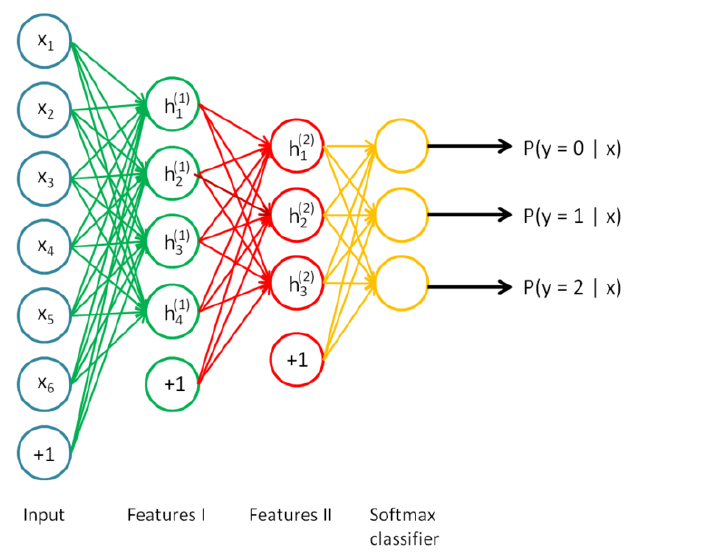 x₁
x₂
x₃
x₄
x₅
x₆
+1
h₁⁽¹⁾
h₂⁽¹⁾
h₃⁽¹⁾
h₄⁽¹⁾
+1
h₁⁽²⁾
h₂⁽²⁾
h₃⁽²⁾
+1
P(y = 0 | x)
P(y = 1 | x)
P(y = 2 | x)
Input
Features I
Features II
Softmax
classifier